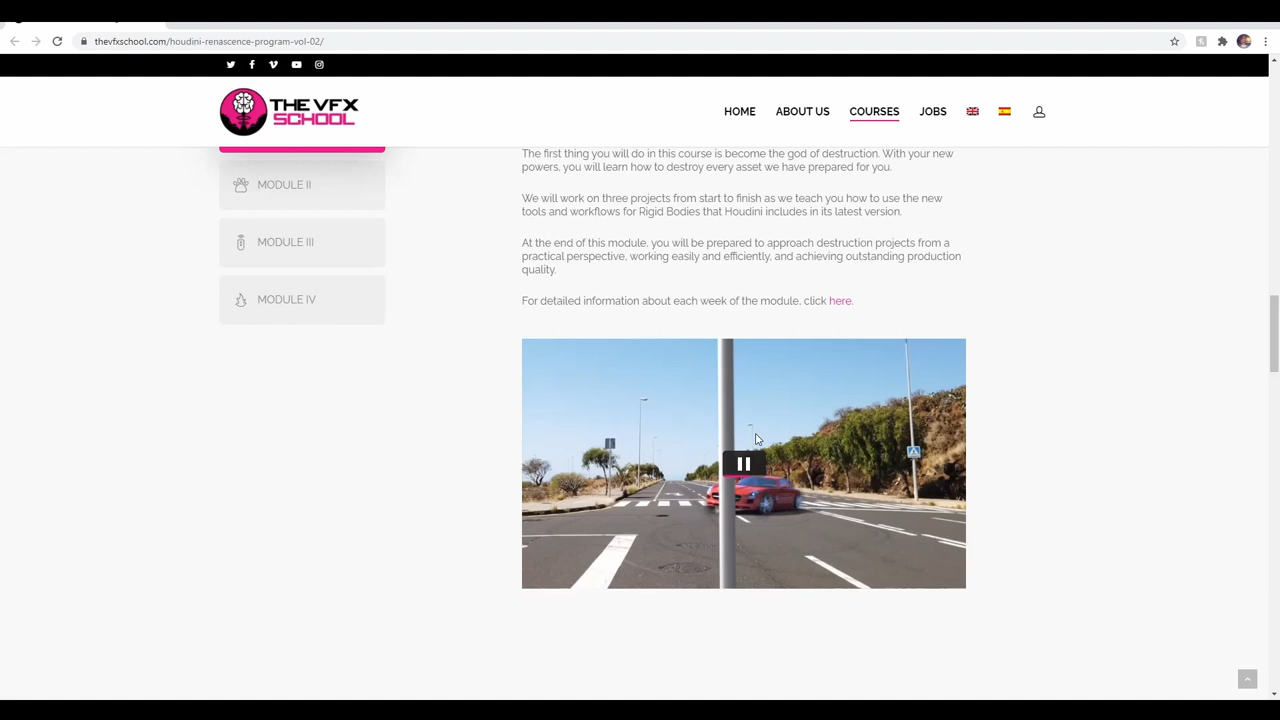 thevfxschool.com/houdini-renascence-program-vol-02/
THE VFX
SCHOOL
HOME
ABOUT US
COURSES
JOBS
The first thing you will do in this course is become the god of destruction. With your new
powers, you will learn how to destroy every asset we have prepared for you.
MODULE II
We will work on three projects from start to finish as we teach you how to use the new
tools and workflows for Rigid Bodies that Houdini includes in its latest version.
MODULE III
At the end of this module, you will be prepared to approach destruction projects from a
practical perspective, working easily and efficiently, and achieving outstanding production
quality.
MODULE IV
For detailed information about each week of the module, click here.